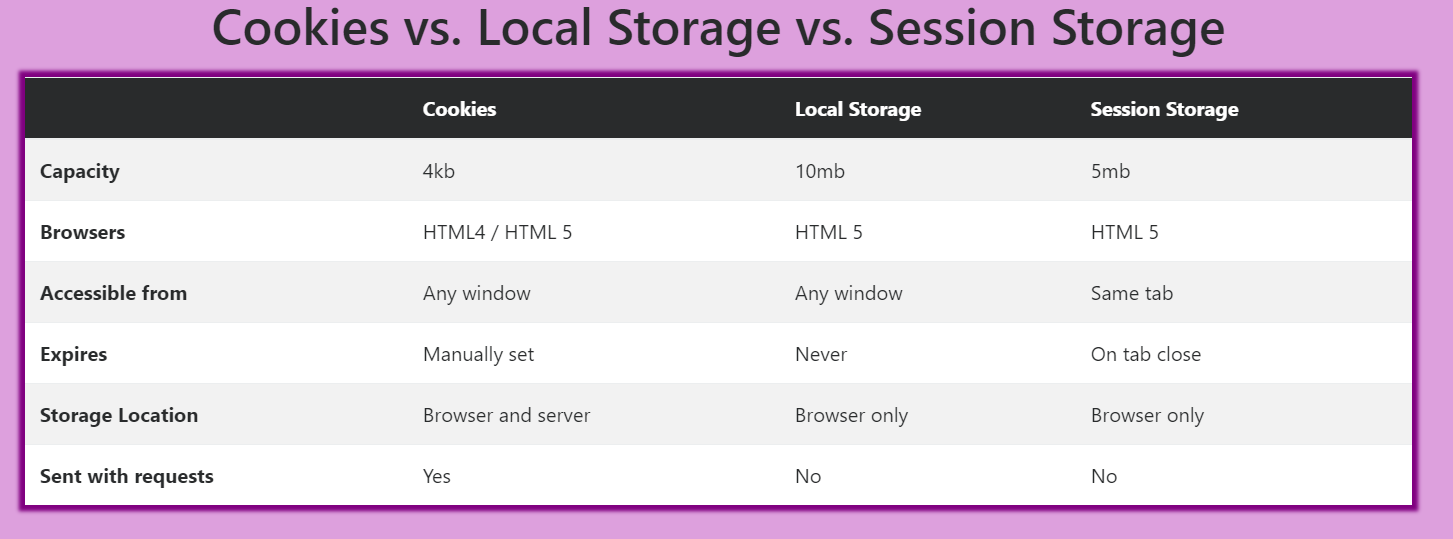 Cookies vs. Local Storage vs. Session Storage
Cookies Local Storage Session Storage
Capacity 4kb 10mb 5mb
Browsers HTML4 / HTML 5 HTML 5 HTML 5
Accessible from Any window Any window Same tab
Expires Manually set Never On tab close
Storage Location Browser and server Browser only Browser only
Sent with requests Yes No No